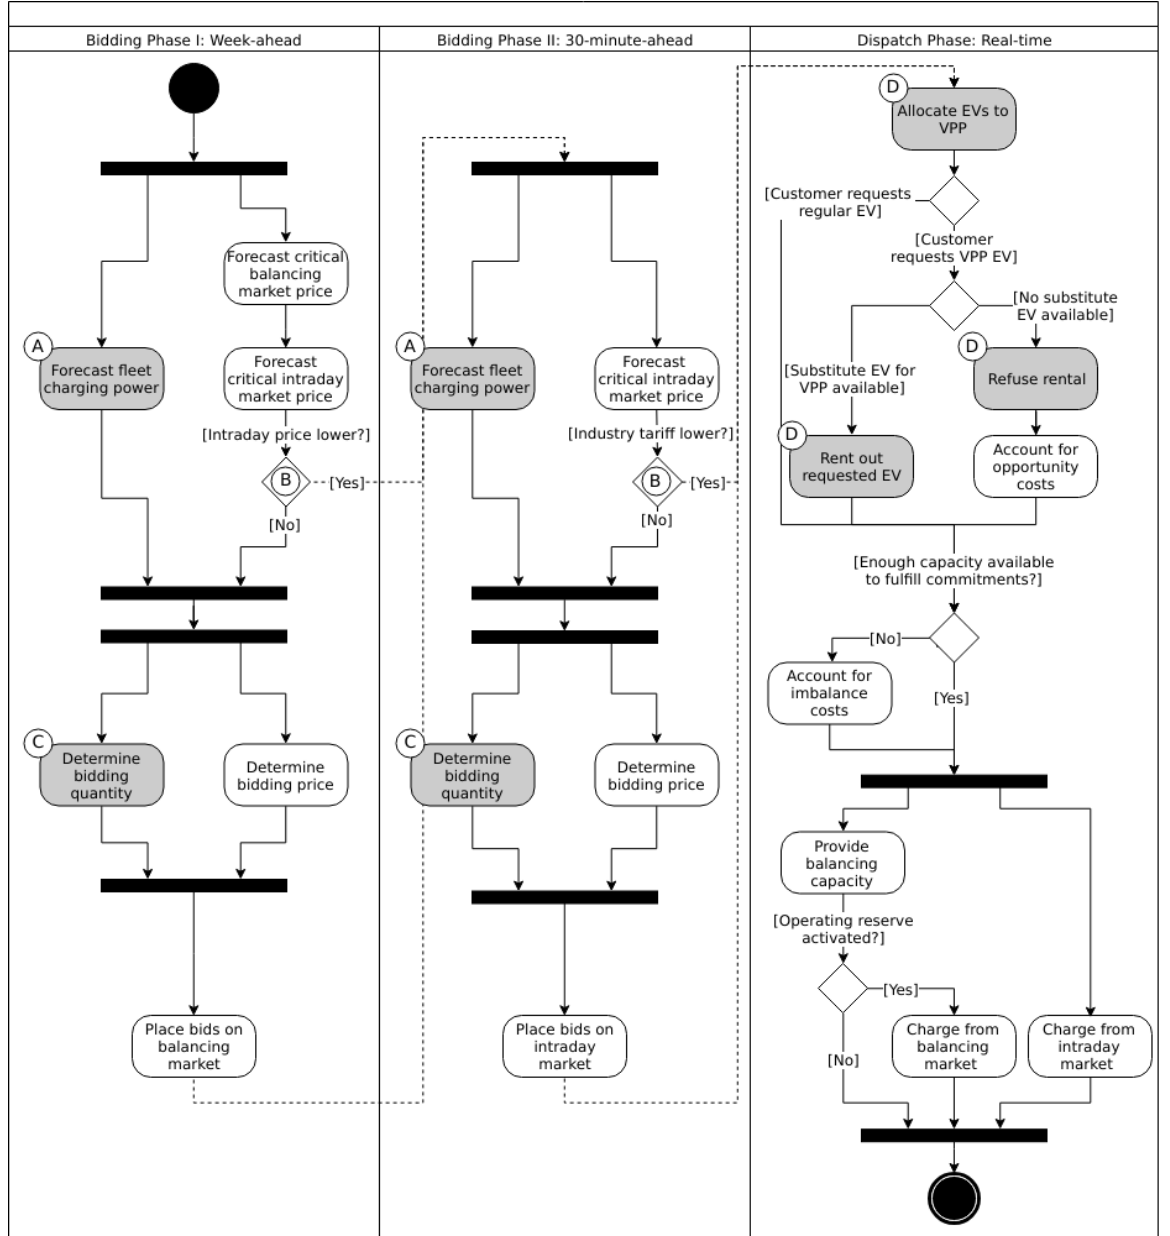 Bidding Phase I: Week-ahead
Forecast critical
balancing
market price
A
Forecast fleet
charging power
Forecast
critical intraday
market price
[Intraday price lower?]
B
[Yes]
[No]
C
Determine
bidding
quantity
Determine
bidding price
Place bids on
balancing
market
Bidding Phase II: 30-minute-ahead
A
Forecast fleet
charging power
Forecast
critical intraday
market price
[Industry tariff lower?]
B
[Yes]
[No]
C
Determine
bidding
quantity
Determine
bidding price
Place bids on
intraday
market
Dispatch Phase: Real-time
D
Allocate EVs to
VPP
[Customer requests
regular EV]
[Customer
requests VPP EV]
[No substitute
EV available]
[Substitute EV for
VPP available]
D
Refuse rental
D
Rent out
requested EV
Account for
opportunity
costs
[Enough capacity available
to fulfill commitments?]
[No]
Account for
imbalance
costs
[Yes]
Provide
balancing
capacity
[Operating reserve
activated?]
[Yes]
[No]
Charge from
balancing
market
Charge from
intraday
market